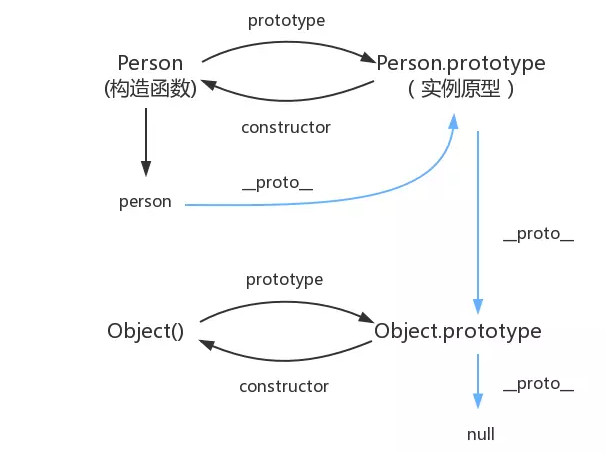 prototype
Person
(构造函数)
Person.prototype
( 实例原型 )
constructor
__proto__
person
__proto__
prototype
Object()
Object.prototype
constructor
__proto__
null